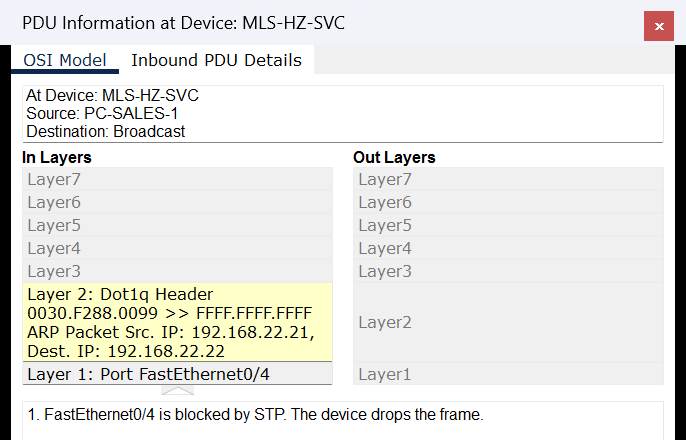 PDU Information at Device: MLS-HZ-SVC
x
OSI Model Inbound PDU Details
At Device: MLS-HZ-SVC
Source: PC-SALES-1
Destination: Broadcast
In Layers Out Layers
Layer7 Layer7
Layer6 Layer6
Layer5 Layer5
Layer4 Layer4
Layer3 Layer3
Layer 2: Dot1q Header
0030.F288.0099 >> FFFF.FFFF.FFFF
ARP Packet Src. IP: 192.168.22.21,
Dest. IP: 192.168.22.22
Layer2
Layer 1: Port FastEthernet0/4 Layer1
1. FastEthernet0/4 is blocked by STP. The device drops the frame.